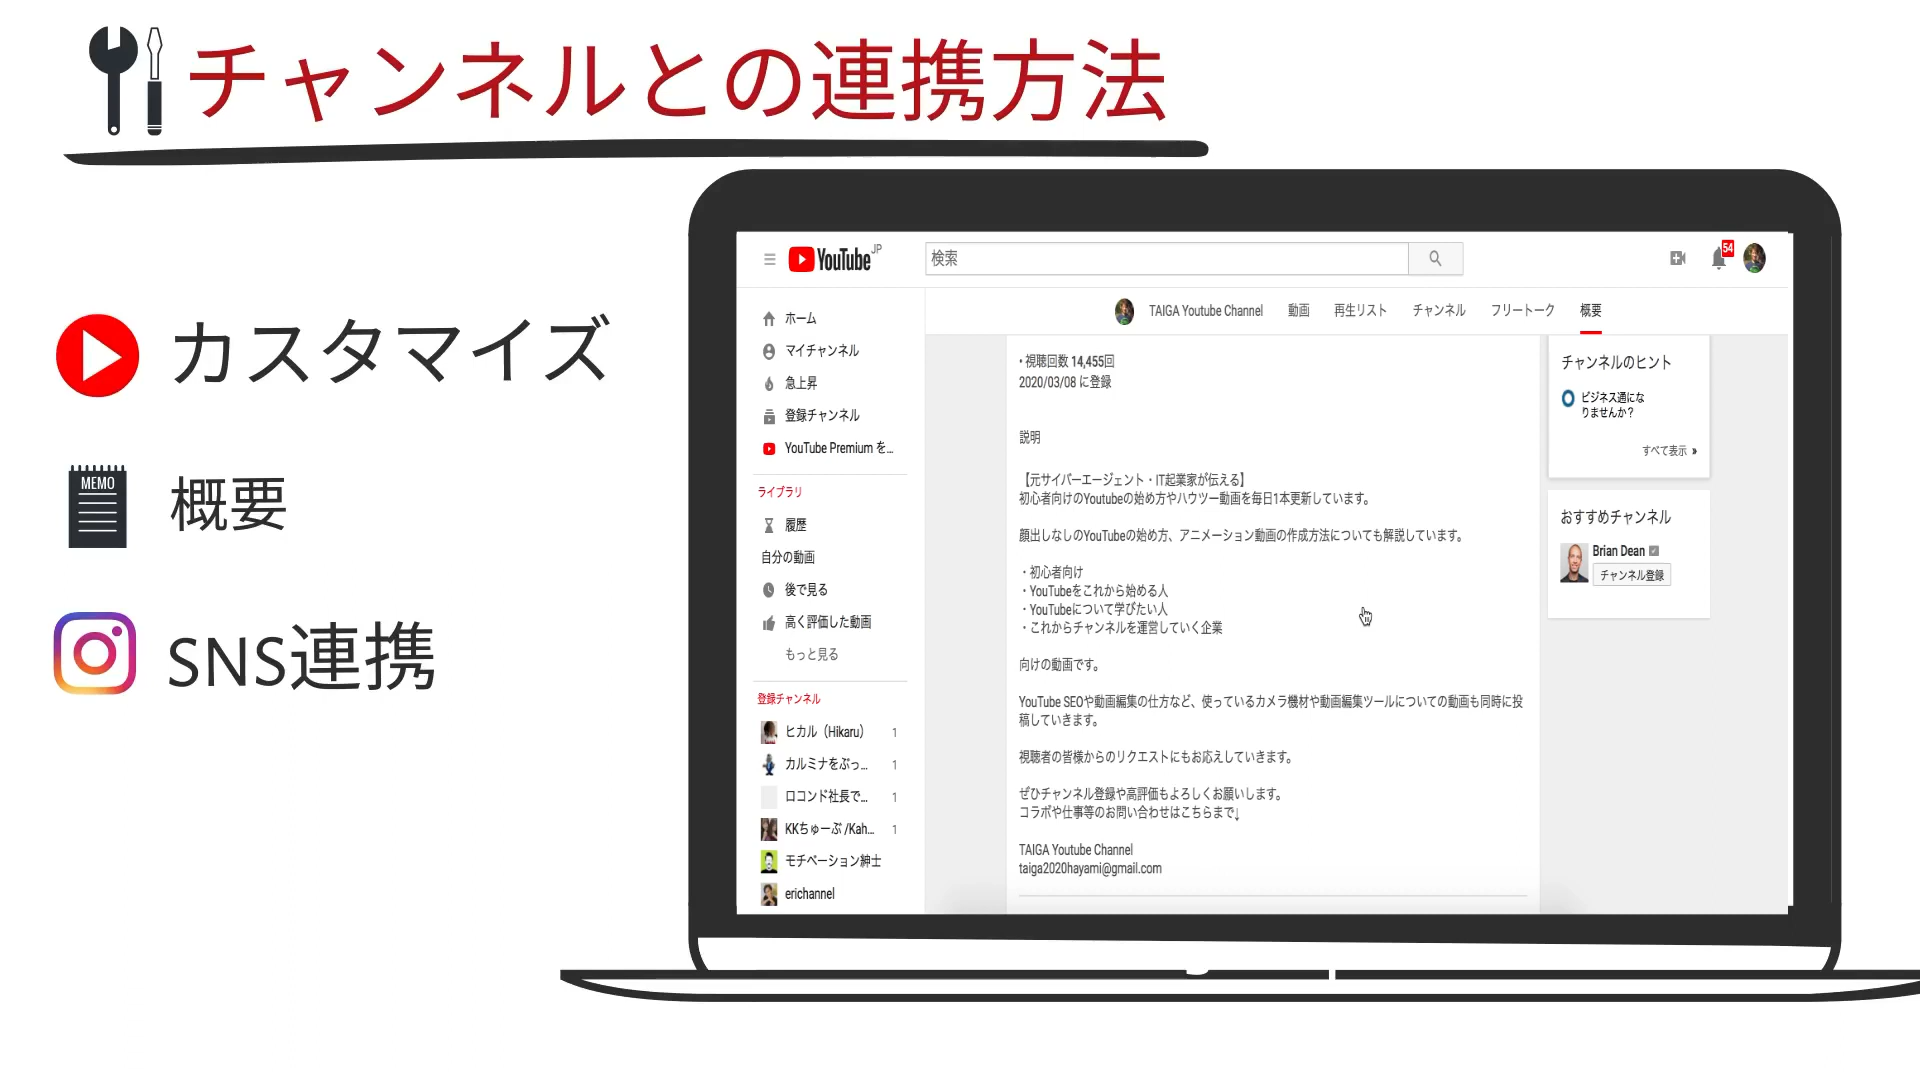 チャンネルとの連携方法
カスタマイズ
MEMO
概要
SNS連携
YouTube JP
検索
54
ホーム
マイチャンネル
急上昇
登録チャンネル
YouTube Premium を...
ライブラリ
履歴
自分の動画
後で見る
高く評価した動画
もっと見る
登録チャンネル
ヒカル（Hikaru） 1
カルミナをぶっ... 1
ロコンド社長で... 1
KKちゅーぶ /Kah... 1
モチベーション紳士
erichannel
TAIGA Youtube Channel 動画 再生リスト チャンネル フリートーク 概要
• 視聴回数 14,455回
2020/03/08 に登録
説明
【元サイバーエージェント・IT起業家が伝える】
初心者向けのYoutubeの始め方やハウツー動画を毎日1本更新しています。
顔出しなしのYouTubeの始め方、アニメーション動画の作成方法についても解説しています。
・初心者向け
・YouTubeをこれから始める人
・YouTubeについて学びたい人
・これからチャンネルを運営していく企業
向けの動画です。
YouTube SEOや動画編集の仕方など、使っているカメラ機材や動画編集ツールについての動画も同時に投
稿していきます。
視聴者の皆様からのリクエストにもお応えしていきます。
ぜひチャンネル登録や高評価もよろしくお願いします。
コラボや仕事等のお問い合わせはこちらまで↓
TAIGA Youtube Channel
taiga2020hayami@gmail.com
チャンネルのヒント
ビジネス通にな
りませんか？
すべて表示 »
おすすめチャンネル
Brian Dean
チャンネル登録